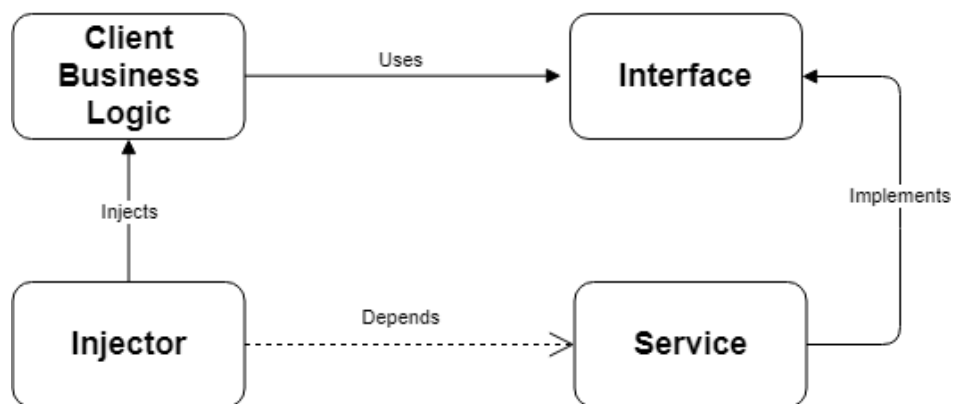 Client
Business
Logic
Uses
Interface
Injects
Implements
Injector
Depends
Service